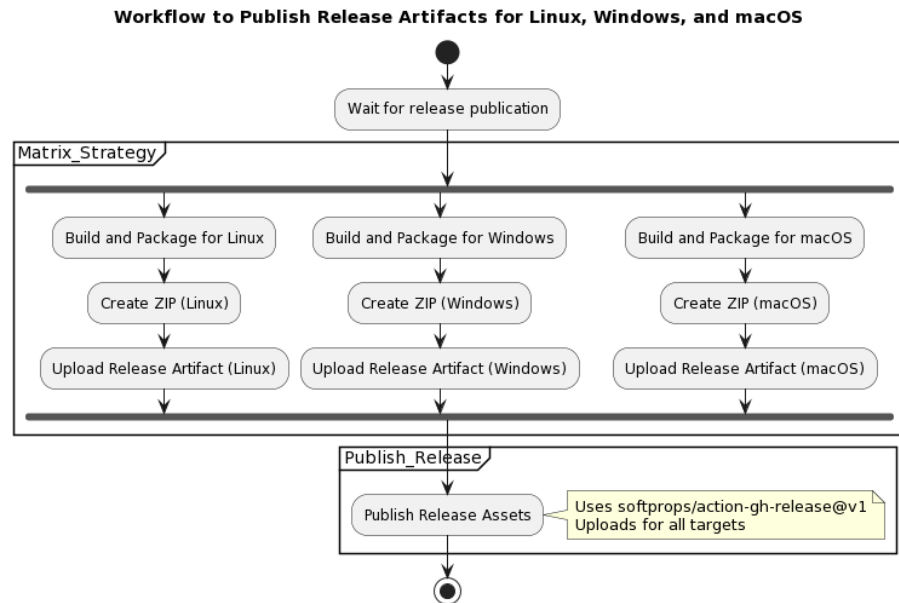 Workflow to Publish Release Artifacts for Linux, Windows, and macOS
Wait for release publication
Matrix_Strategy
Build and Package for Linux
Build and Package for Windows
Build and Package for macOS
Create ZIP (Linux)
Create ZIP (Windows)
Create ZIP (macOS)
Upload Release Artifact (Linux)
Upload Release Artifact (Windows)
Upload Release Artifact (macOS)
Publish_Release
Publish Release Assets
Uses softprops/action-gh-release@v1
Uploads for all targets